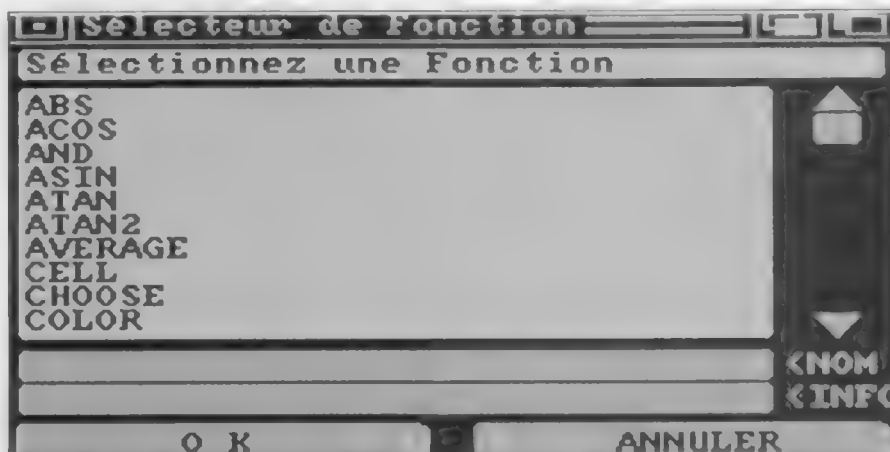 Sélecteur de Fonction
Sélectionnez une Fonction
ABS
ACOS
AND
ASIN
ATAN
ATAN2
AVERAGE
CELL
CHOOSE
COLOR
<NOM
<INFO
OK
ANNULER